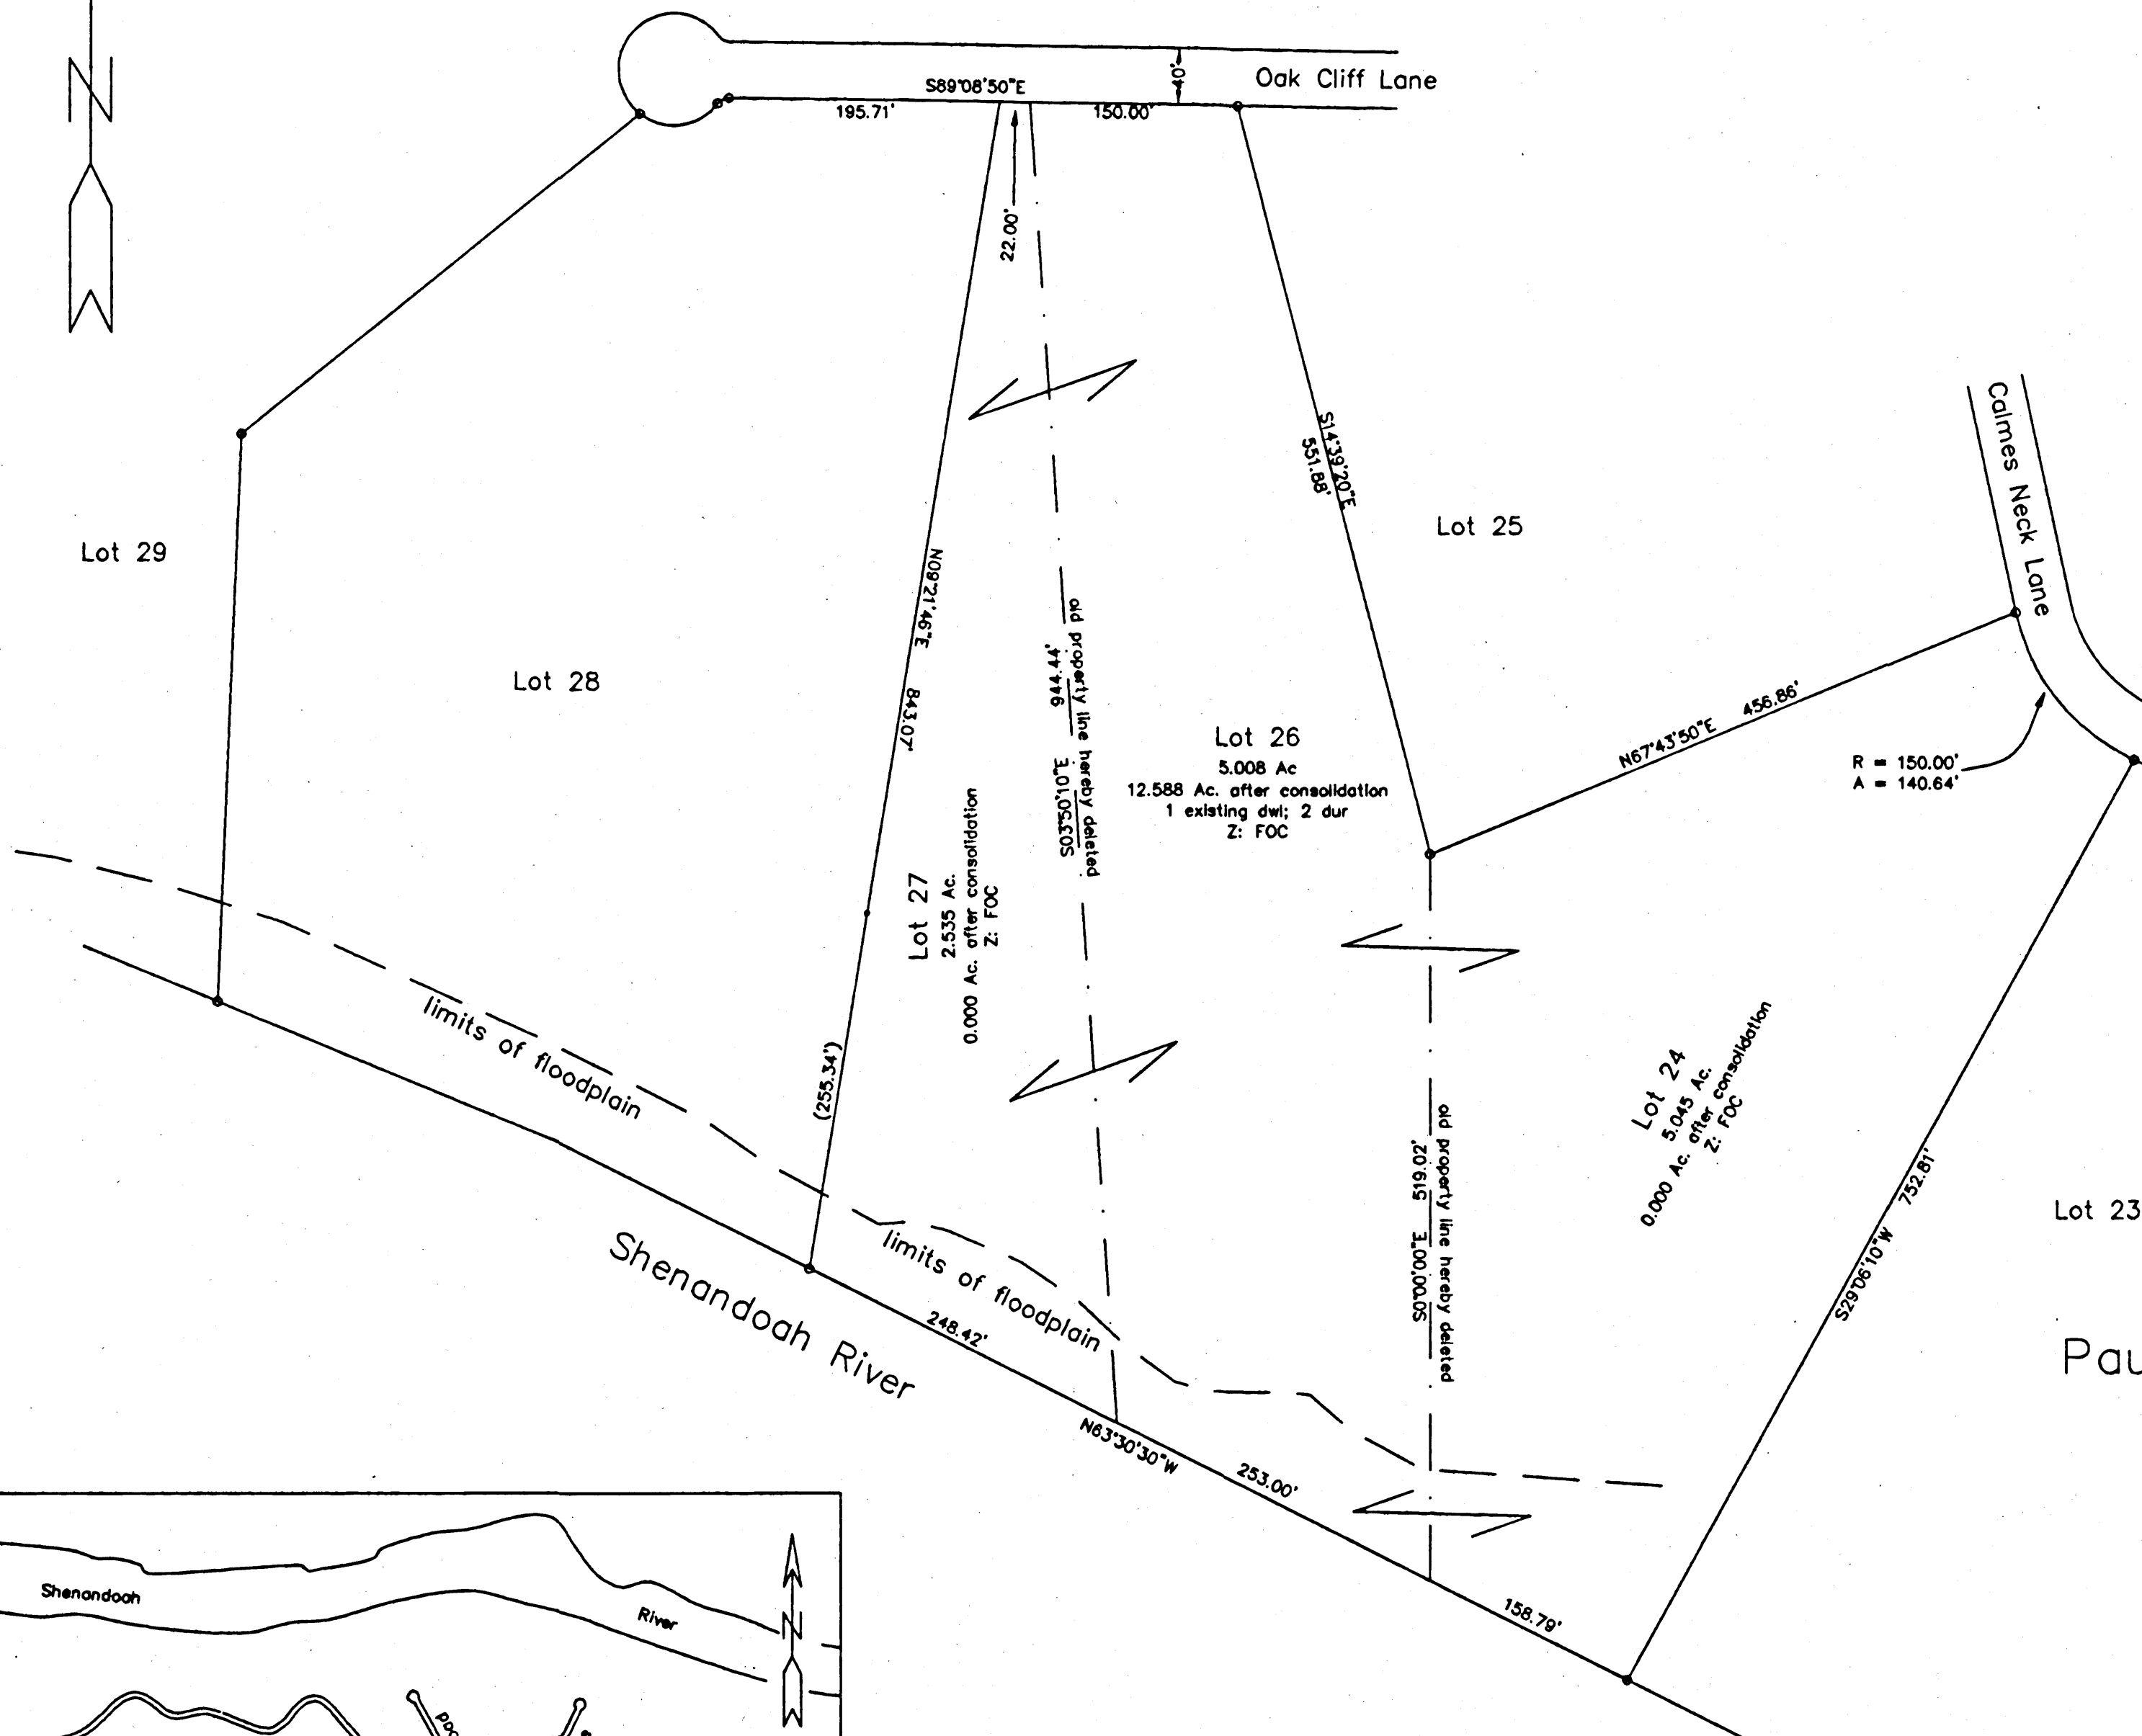 N
Oak Cliff Lane
40'
S89°08'50"E
195.71'
150.00'
22.00'
Calmes Neck Lane
S14°39'20"E
551.88'
Lot 25
Lot 29
N09°21'46"E 843.07'
old property line hereby deleted
S03°50'10"E 944.44'
Lot 28
N67°43'50"E 456.86'
Lot 26
5.008 Ac
12.588 Ac. after consolidation
1 existing dwl; 2 dur
Z: FOC
R = 150.00'
A = 140.64'
Lot 27
2.535 Ac.
0.000 Ac. after consolidation
Z: FOC
limits of floodplain
(255.34')
Lot 24
5.045 Ac.
0.000 Ac. after consolidation
Z: FOC
old property line hereby deleted
S0°00'00"E 519.02'
S29°06'10"W 752.81'
Lot 23
limits of floodplain
Shenandoah River
248.42'
Pau
N63°30'30"W
253.00'
158.79'
Shenandoah River
N